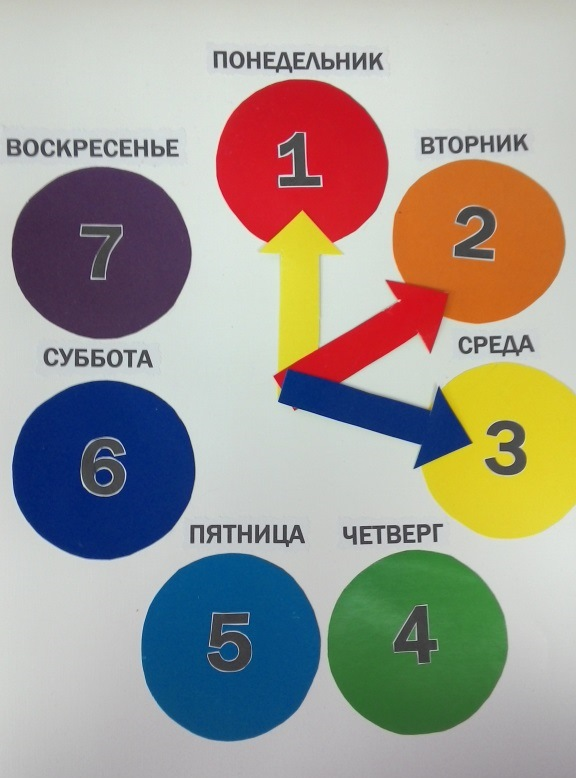 ПОНЕДЕЛЬНИК
1
ВТОРНИК
2
СРЕДА
3
ЧЕТВЕРГ
4
ПЯТНИЦА
5
СУББОТА
6
ВОСКРЕСЕНЬЕ
7